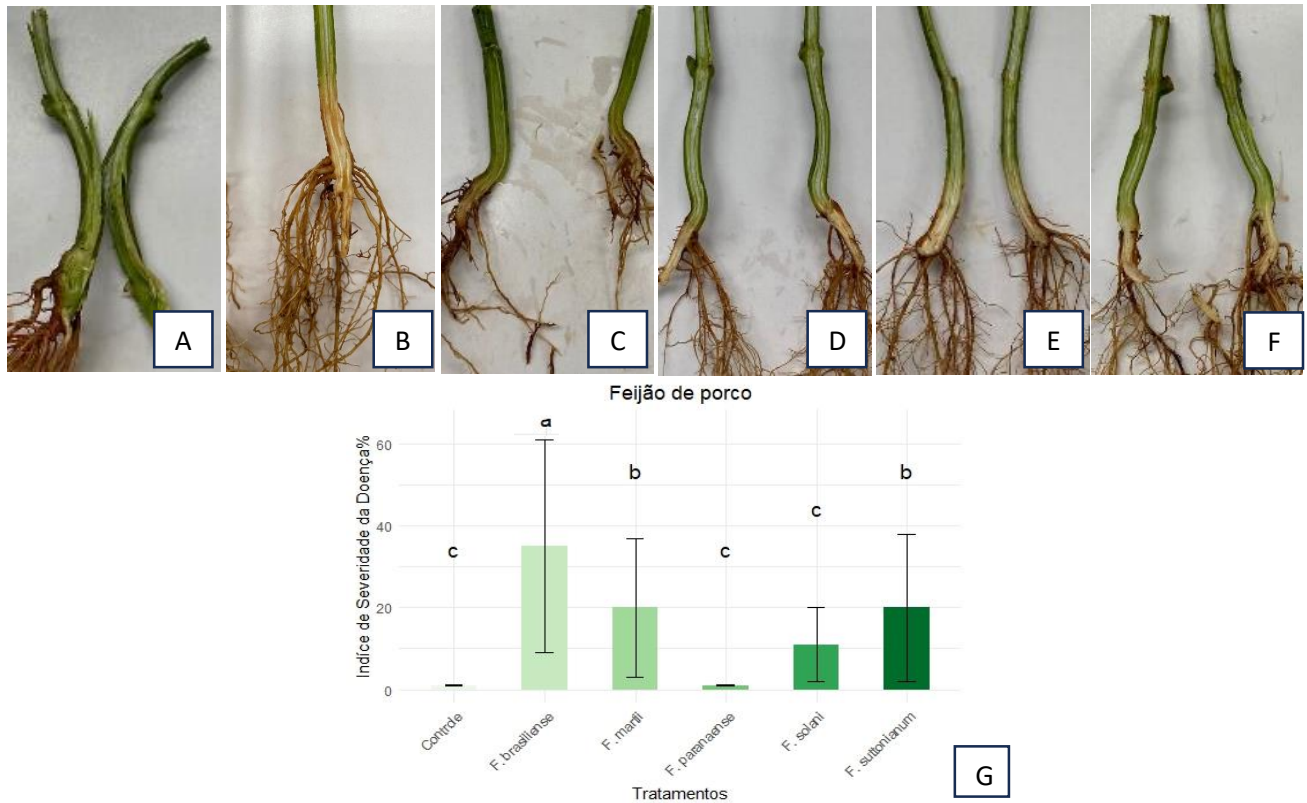 A
B
C
D
E
F
Feijão de porco
Indíce de Severidade da Doença%
60
40
20
0
a
b
b
c
c
c
Controle
F. brasiliense
F. martii
F. paranaense
F. solani
F. suttonianum
Tratamentos
G